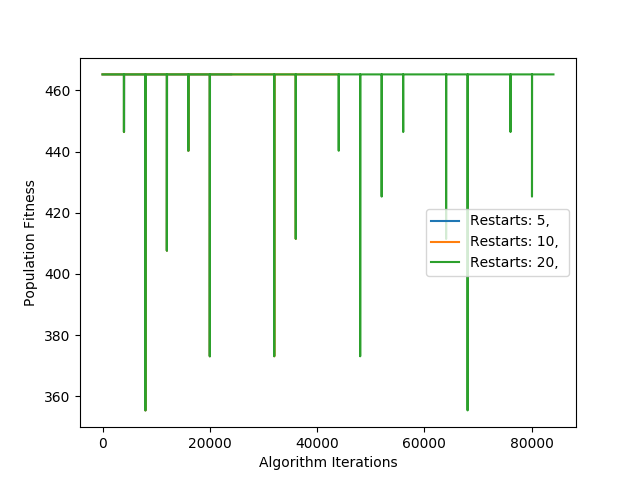 460
440
420
400
380
360
Population Fitness
Restarts: 5,
Restarts: 10,
Restarts: 20,
0
20000
40000
60000
80000
Algorithm Iterations